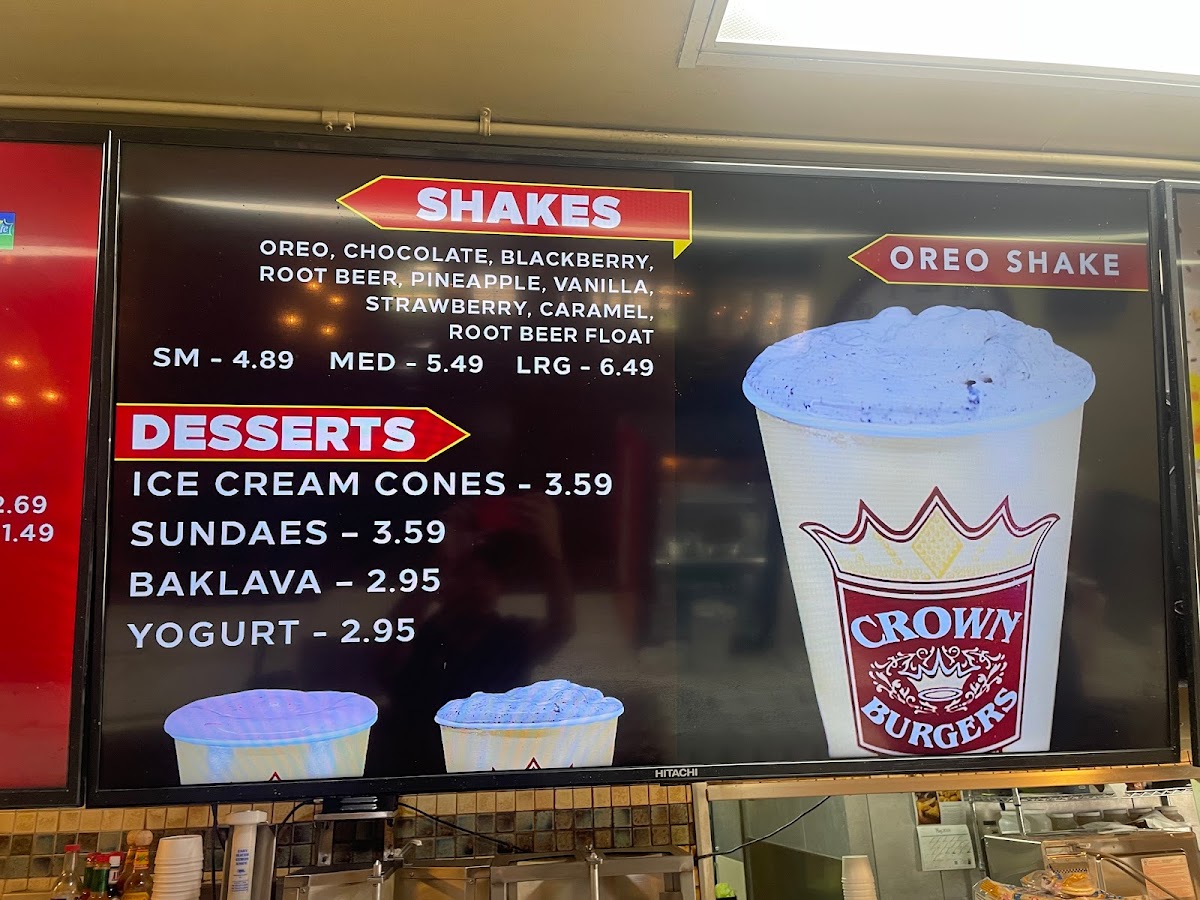 SHAKES
OREO, CHOCOLATE, BLACKBERRY,
ROOT BEER, PINEAPPLE, VANILLA,
STRAWBERRY, CARAMEL,
ROOT BEER FLOAT
SM - 4.89 MED - 5.49 LRG - 6.49
DESSERTS
ICE CREAM CONES - 3.59
SUNDAES – 3.59
BAKLAVA – 2.95
YOGURT - 2.95
OREO SHAKE
CROWN
BURGERS
2.69
1.49
HITACHI